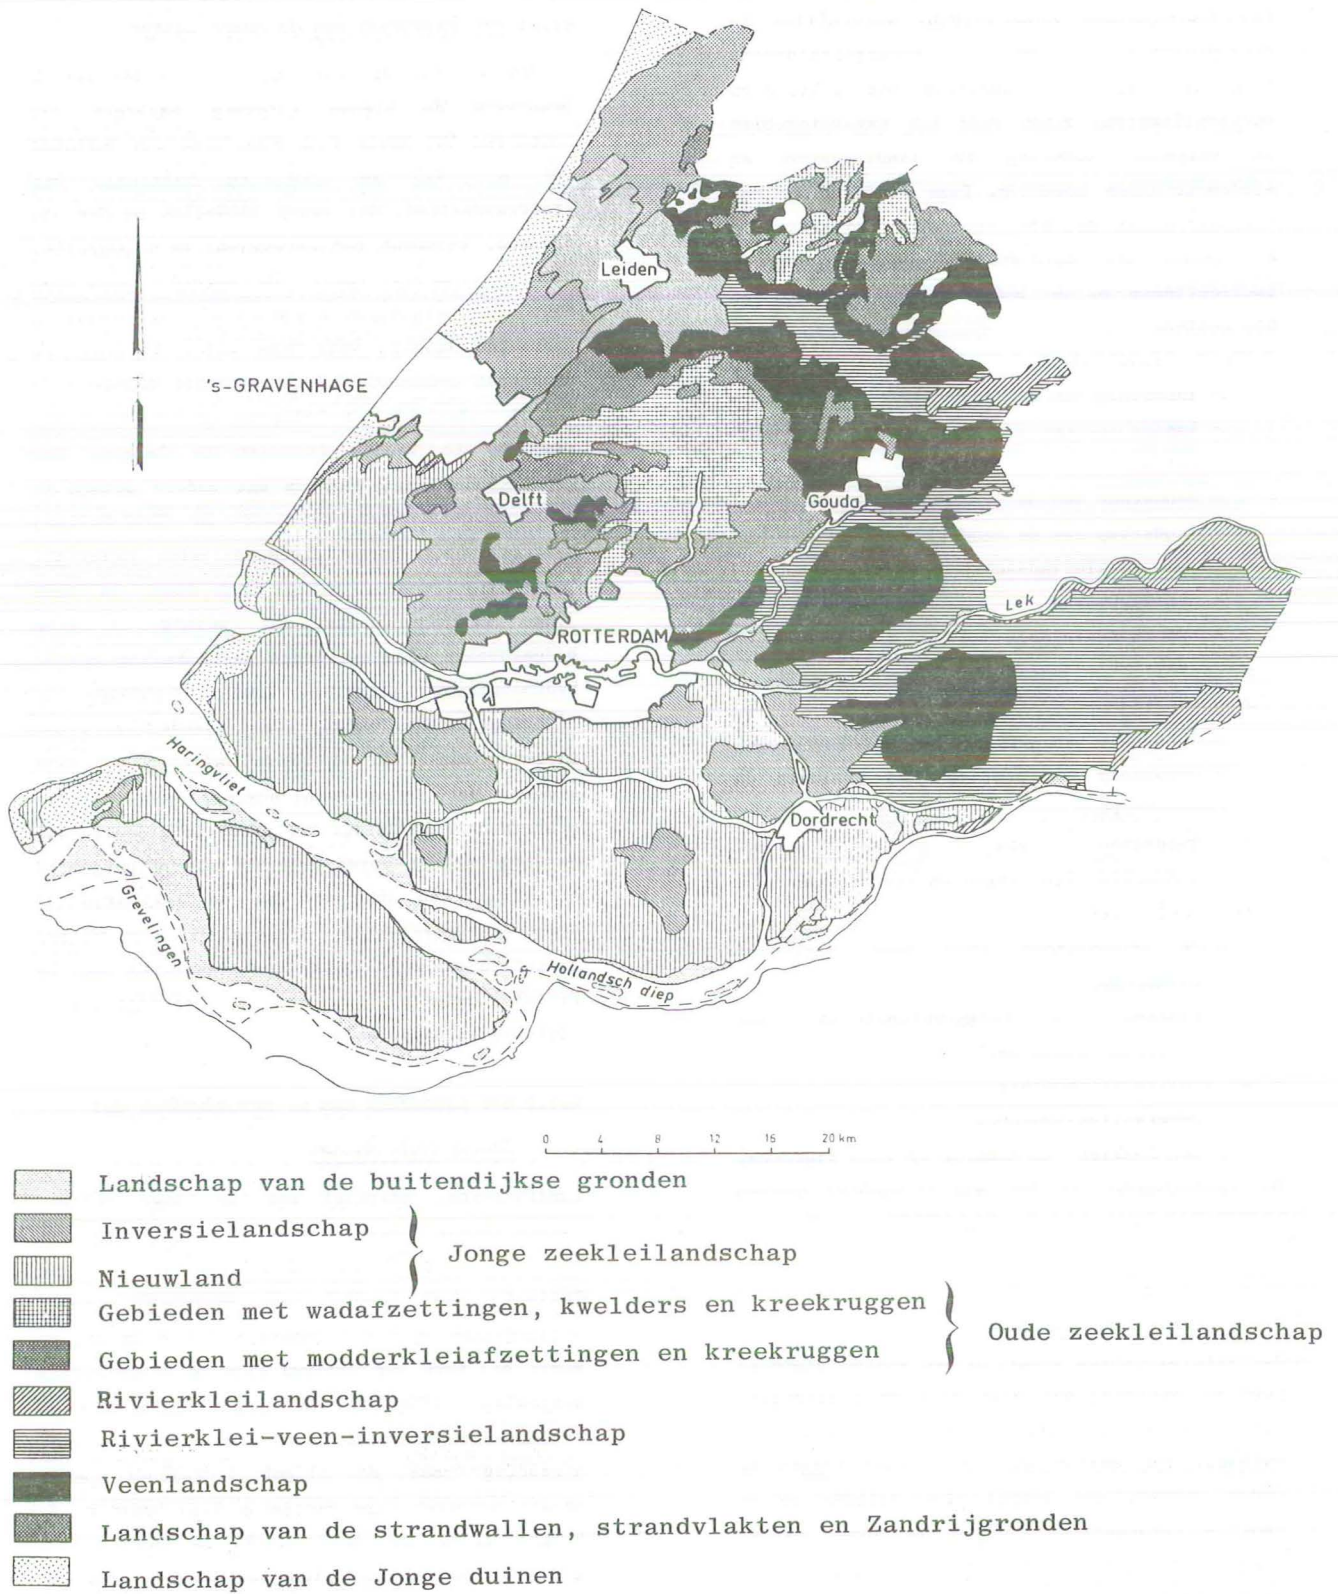 Leiden
's-GRAVENHAGE
Delft
Gouda
Lek
ROTTERDAM
Haringvliet
Dordrecht
Grevelingen
Hollandsch diep
0 4 8 12 16 20 km
Landschap van de buitendijkse gronden
Inversielandschap
Jonge zeekleilandschap
Nieuwland
Gebieden met wadafzettingen, kwelders en kreekruggen
Oude zeekleilandschap
Gebieden met modderkleiafzettingen en kreekruggen
Rivierkleilandschap
Rivierklei-veen-inversielandschap
Veenlandschap
Landschap van de strandwallen, strandvlakten en Zandrijgronden
Landschap van de Jonge duinen